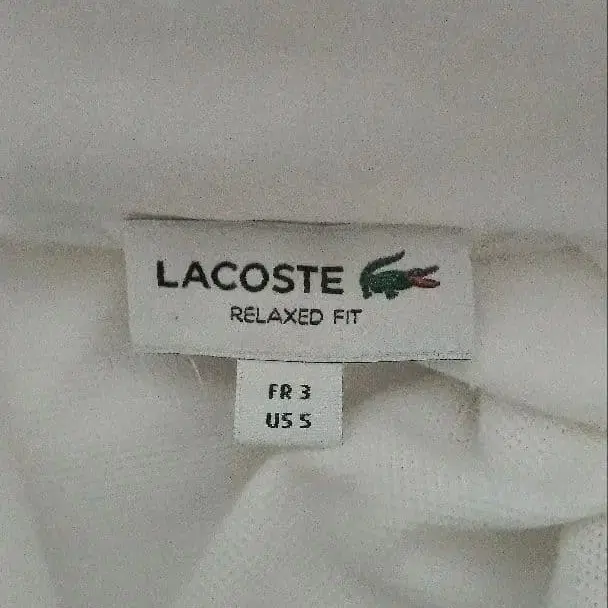 LACOSTE
RELAXED FIT
FR 3
US S